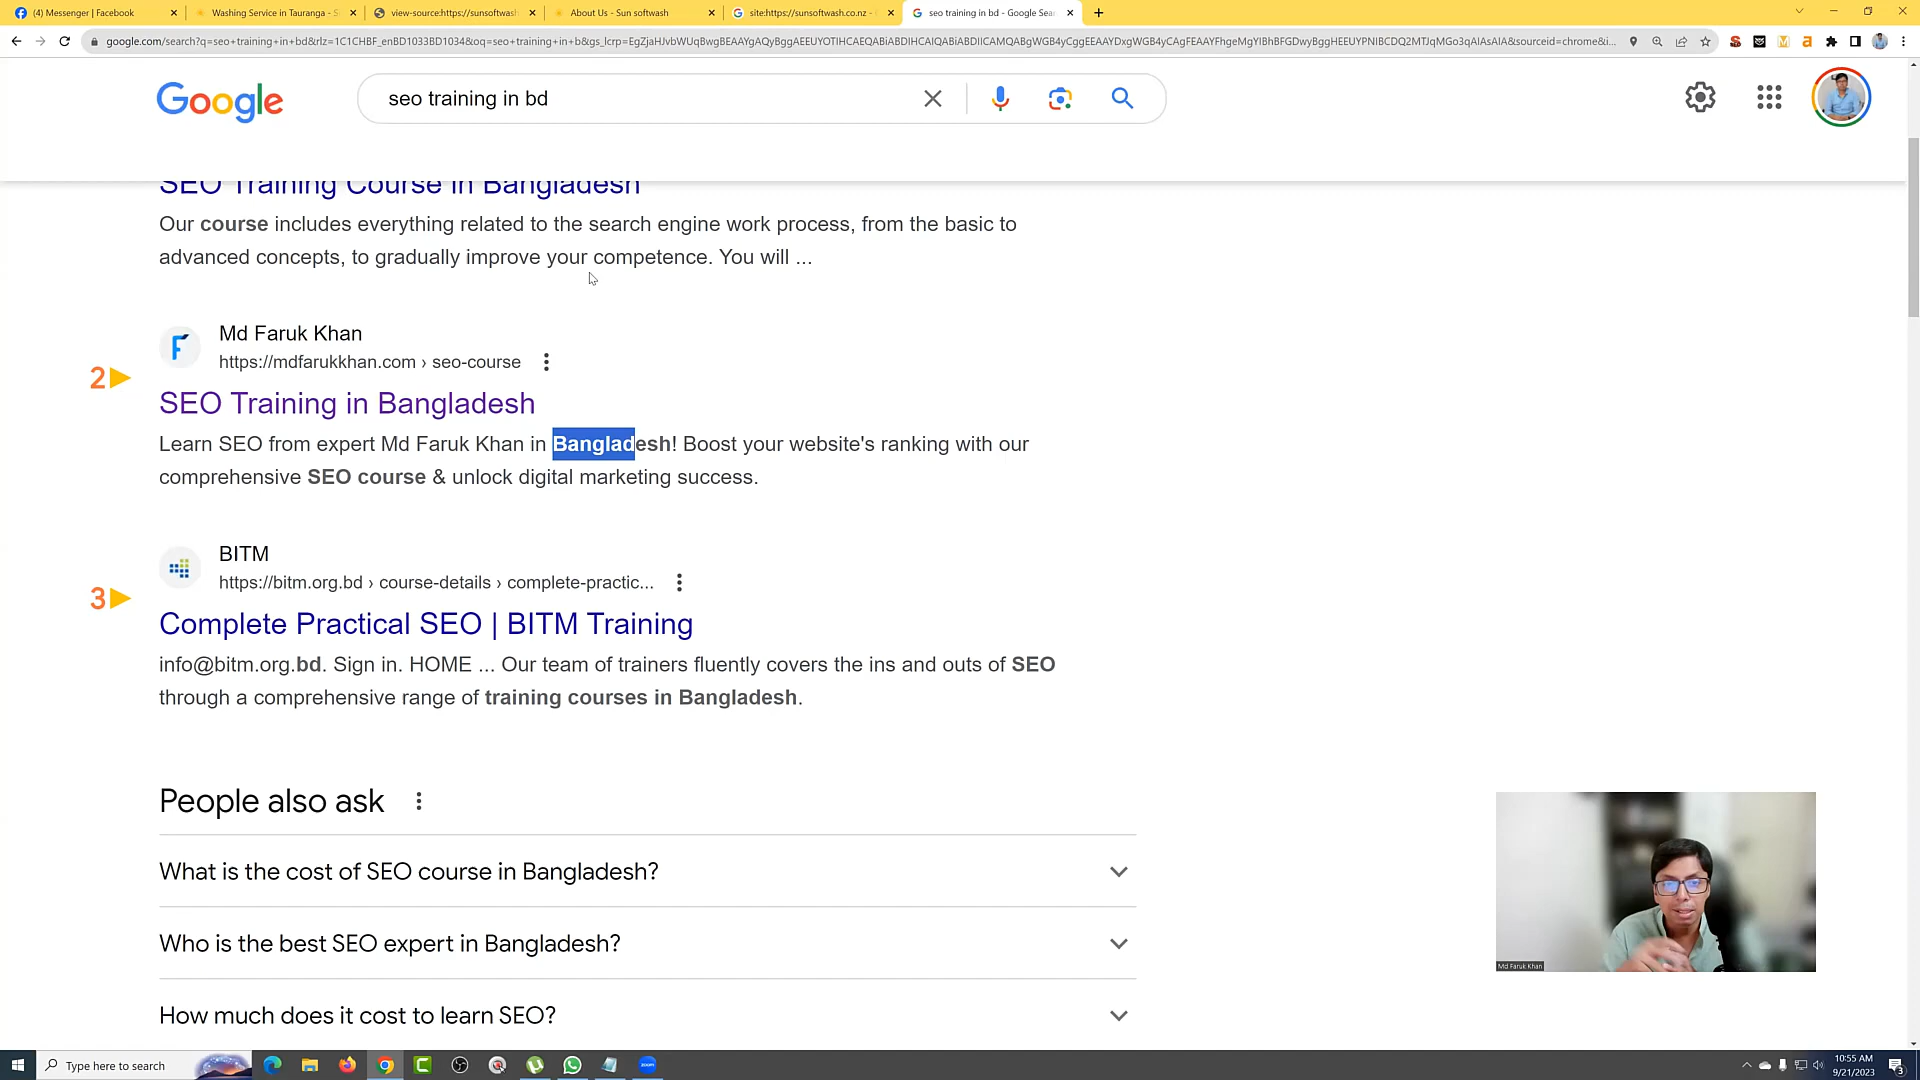 (4) Messenger | Facebook
Washing Service in Tauranga - S
view-source:https://sunsoftwash
About Us - Sun softwash
site:https://sunsoftwash.co.nz -
seo training in bd - Google Sear
Google
seo training in bd
SEO Training Course in Bangladesh
Our course includes everything related to the search engine work process, from the basic to
advanced concepts, to gradually improve your competence. You will ...
Md Faruk Khan
https://mdfarukkhan.com › seo-course
2
SEO Training in Bangladesh
Learn SEO from expert Md Faruk Khan in Bangladesh! Boost your website's ranking with our
comprehensive SEO course & unlock digital marketing success.
BITM
https://bitm.org.bd › course-details › complete-practic...
3
Complete Practical SEO | BITM Training
info@bitm.org.bd. Sign in. HOME ... Our team of trainers fluently covers the ins and outs of SEO
through a comprehensive range of training courses in Bangladesh.
People also ask
What is the cost of SEO course in Bangladesh?
Who is the best SEO expert in Bangladesh?
How much does it cost to learn SEO?
Md Faruk Khan
Type here to search
zoom
10:55 AM
9/21/2023
3